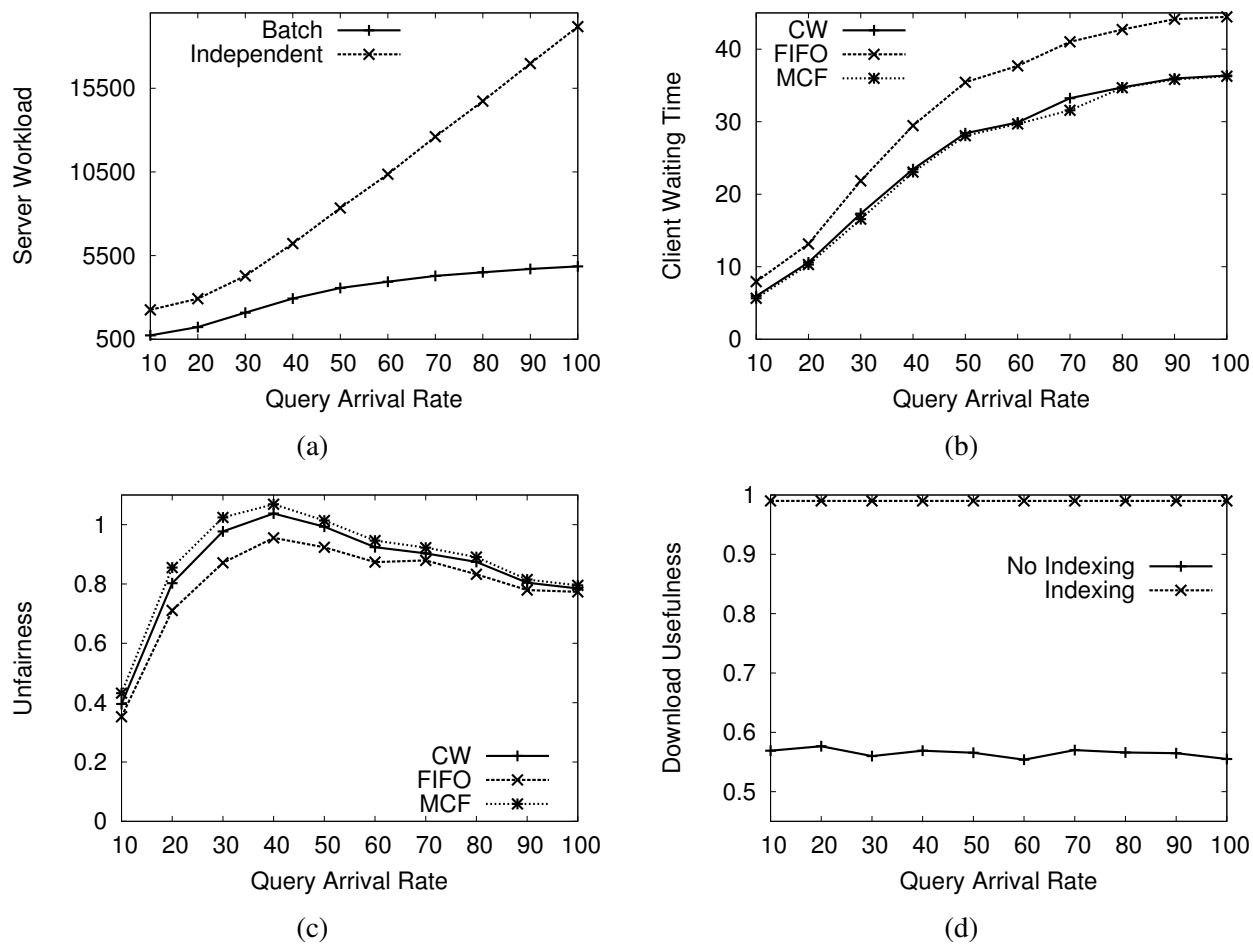 Batch
Independent
Server Workload
15500
10500
5500
500
10 20 30 40 50 60 70 80 90 100
Query Arrival Rate
(a)
CW
FIFO
MCF
Client Waiting Time
40
30
20
10
0
10 20 30 40 50 60 70 80 90 100
Query Arrival Rate
(b)
Unfairness
1
0.8
0.6
0.4
0.2
0
CW
FIFO
MCF
10 20 30 40 50 60 70 80 90 100
Query Arrival Rate
(c)
Download Usefulness
1
0.9
0.8
0.7
0.6
0.5
No Indexing
Indexing
10 20 30 40 50 60 70 80 90 100
Query Arrival Rate
(d)